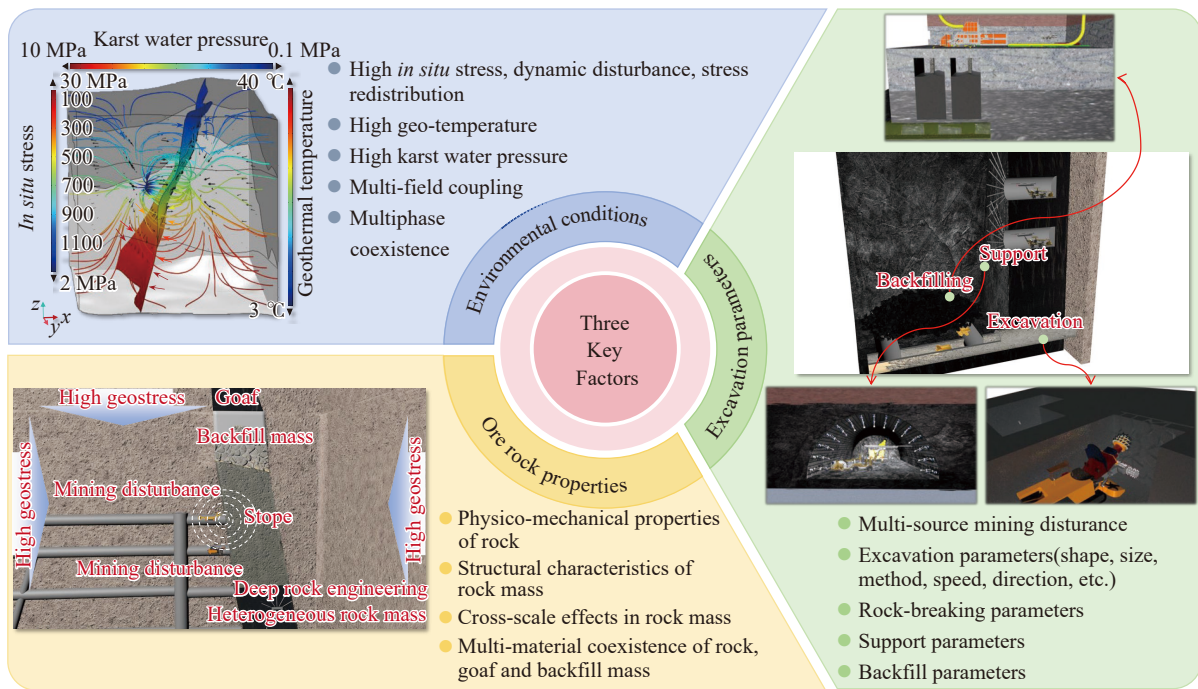 Karst water pressure
10 MPa
0.1 MPa
30 MPa
40 ℃
100
300
500
700
900
1100
2 MPa
3 ℃
In situ stress
Geothermal temperature
z
y
x
High in situ stress, dynamic disturbance, stress
redistribution
High geo-temperature
High karst water pressure
Multi-field coupling
Multiphase
coexistence
Environmental conditions
Three
Key
Factors
Excavation parameters
Ore rock properties
Support
Backfilling
Excavation
High geostress
Goaf
Backfill mass
High geostress
High geostress
Mining disturbance
Stope
Mining disturbance
Deep rock engineering
Heterogeneous rock mass
Physico-mechanical properties
of rock
Structural characteristics of
rock mass
Cross-scale effects in rock mass
Multi-material coexistence of rock,
goaf and backfill mass
Multi-source mining disturance
Excavation parameters(shape, size,
method, speed, direction, etc.)
Rock-breaking parameters
Support parameters
Backfill parameters